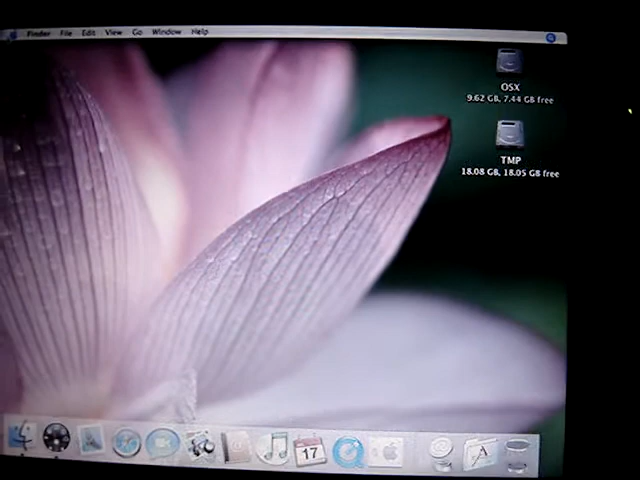 Finder File Edit View Go Window Help
OSX
9.62 GB, 7.44 GB free
TMP
18.08 GB, 18.05 GB free
17
A